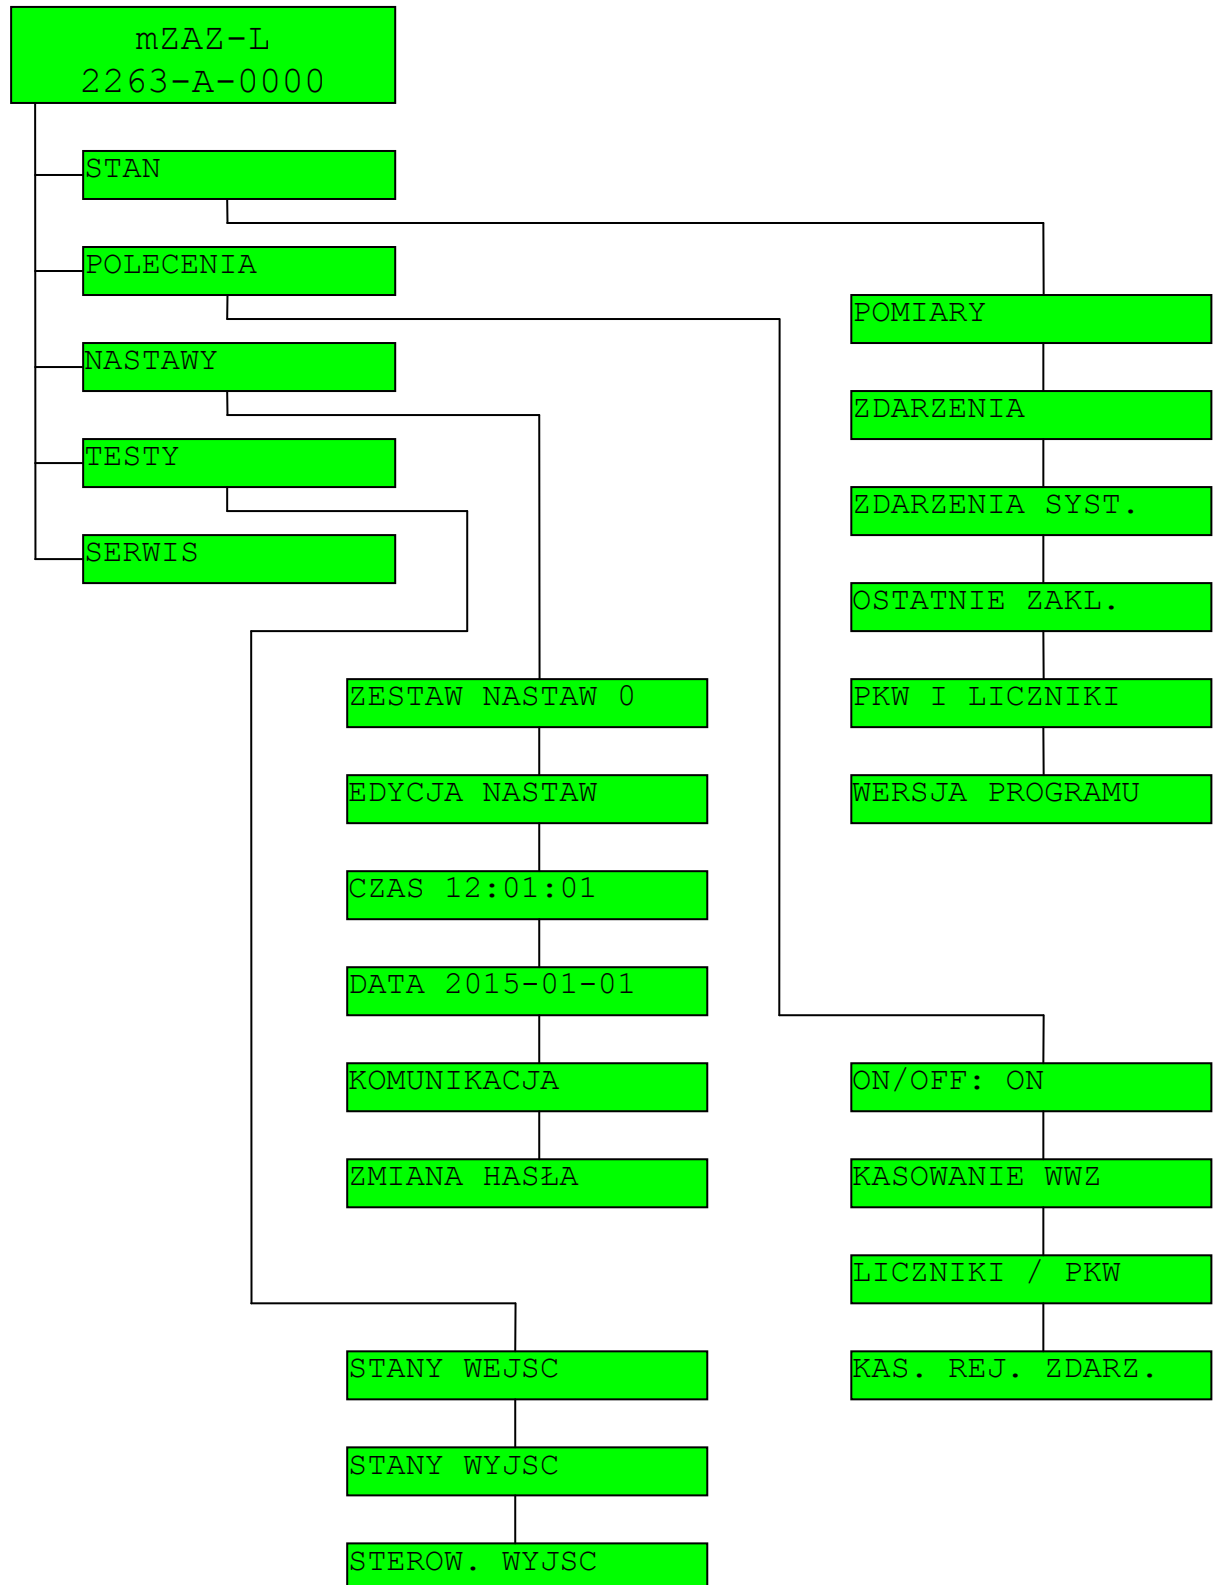 mZAZ-L
2263-A-0000
STAN
POLECENIA
NASTAWY
TESTY
SERWIS
POMIARY
ZDARZENIA
ZDARZENIA SYST.
OSTATNIE ZAKL.
PKW I LICZNIKI
WERSJA PROGRAMU
ZESTAW NASTAW 0
EDYCJA NASTAW
CZAS 12:01:01
DATA 2015-01-01
KOMUNIKACJA
ZMIANA HASŁA
ON/OFF: ON
KASOWANIE WWZ
LICZNIKI / PKW
KAS. REJ. ZDARZ.
STANY WEJSC
STANY WYJSC
STEROW. WYJSC